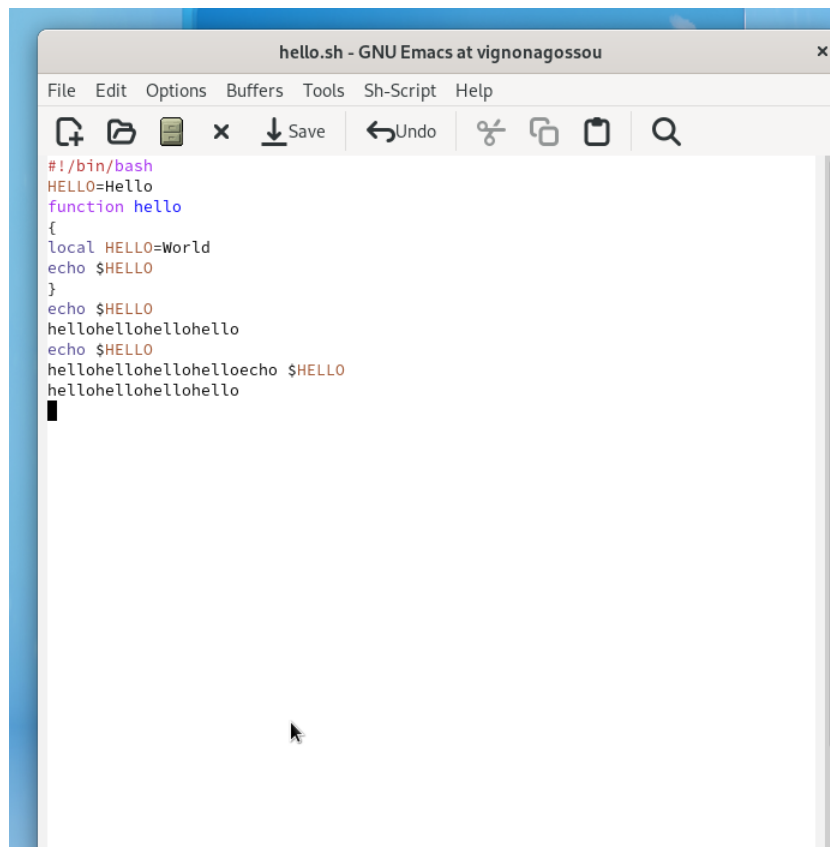 hello.sh - GNU Emacs at vignonagossou
File Edit Options Buffers Tools Sh-Script Help
Save Undo
#!/bin/bash
HELLO=Hello
function hello
{
local HELLO=World
echo $HELLO
}
echo $HELLO
hellohellohellohello
echo $HELLO
hellohellohellohelloecho $HELLO
hellohellohellohello